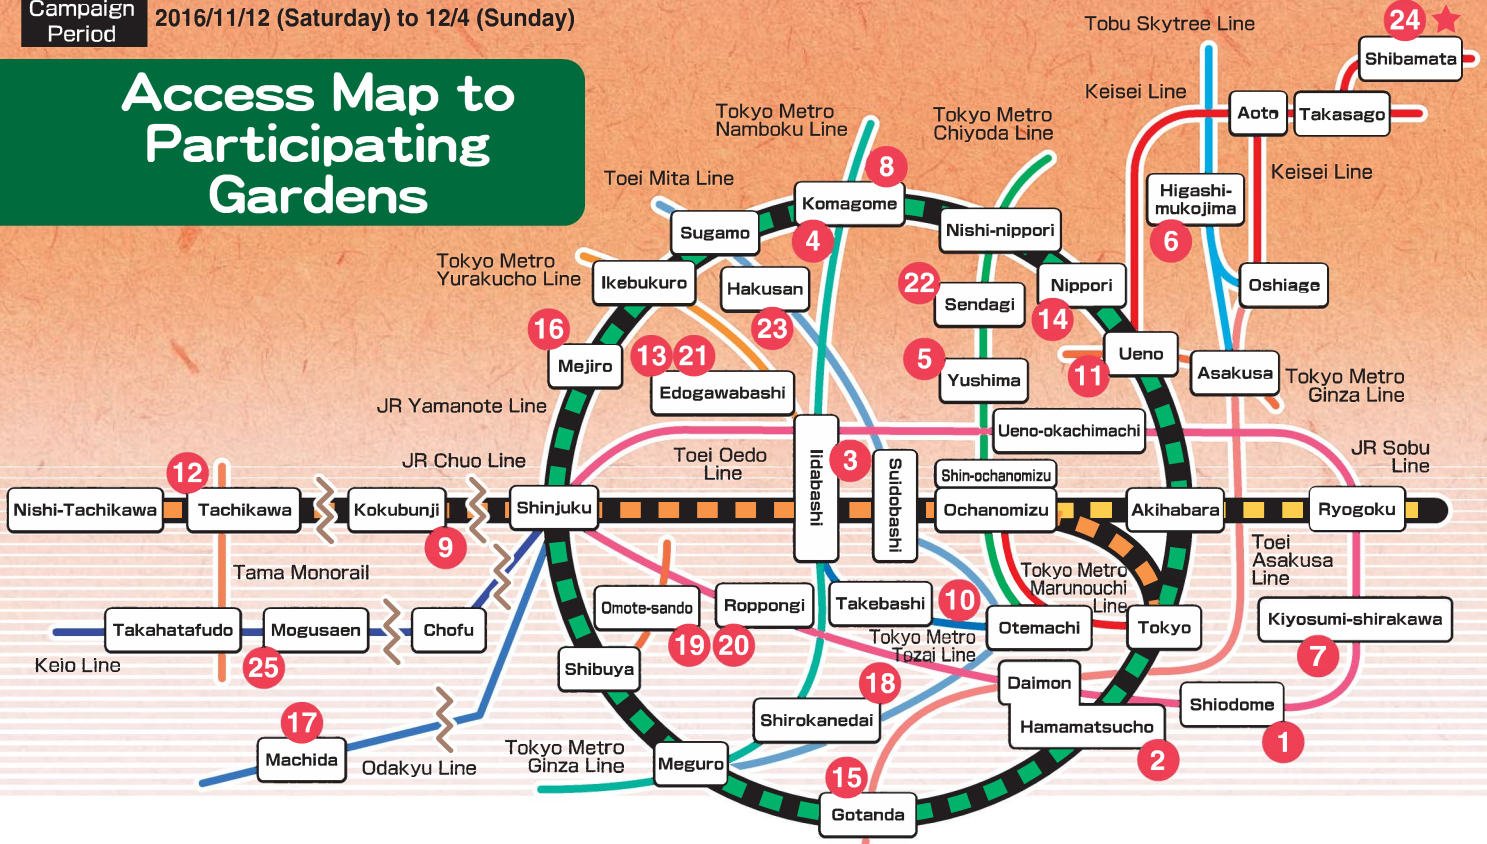 Campaign
Period
2016/11/12 (Saturday) to 12/4 (Sunday)
Access Map to
Participating
Gardens
Tobu Skytree Line
24
Shibamata
Keisei Line
Aoto
Takasago
Tokyo Metro
Namboku Line
Tokyo Metro
Chiyoda Line
Keisei Line
8
Toei Mita Line
Komagome
Higashi-
mukojima
Sugamo
4
Nishi-nippori
6
Tokyo Metro
Yurakucho Line
Ikebukuro
Hakusan
22
Sendagi
Nippori
Oshiage
16
23
14
13
21
5
Ueno
Mejiro
Edogawabashi
Yushima
11
Asakusa
Tokyo Metro
Ginza Line
JR Yamanote Line
Ueno-okachimachi
JR Sobu
Line
Toei Oedo
Line
3
JR Chuo Line
12
Iidabashi
Suidobashi
Shin-ochanomizu
Nishi-Tachikawa
Tachikawa
Kokubunji
Shinjuku
Ochanomizu
Akihabara
Ryogoku
9
Toei
Asakusa
Line
Tama Monorail
Tokyo Metro
Marunouchi
Line
Omote-sando
Roppongi
Takebashi
10
Takahatafudo
Mogusaen
Chofu
Otemachi
Tokyo
Kiyosumi-shirakawa
Keio Line
25
19
20
Tokyo Metro
Tozai Line
7
Shibuya
18
Daimon
Shiodome
17
Shirokanedai
Hamamatsucho
1
Machida
Odakyu Line
Tokyo Metro
Ginza Line
Meguro
2
15
Gotanda